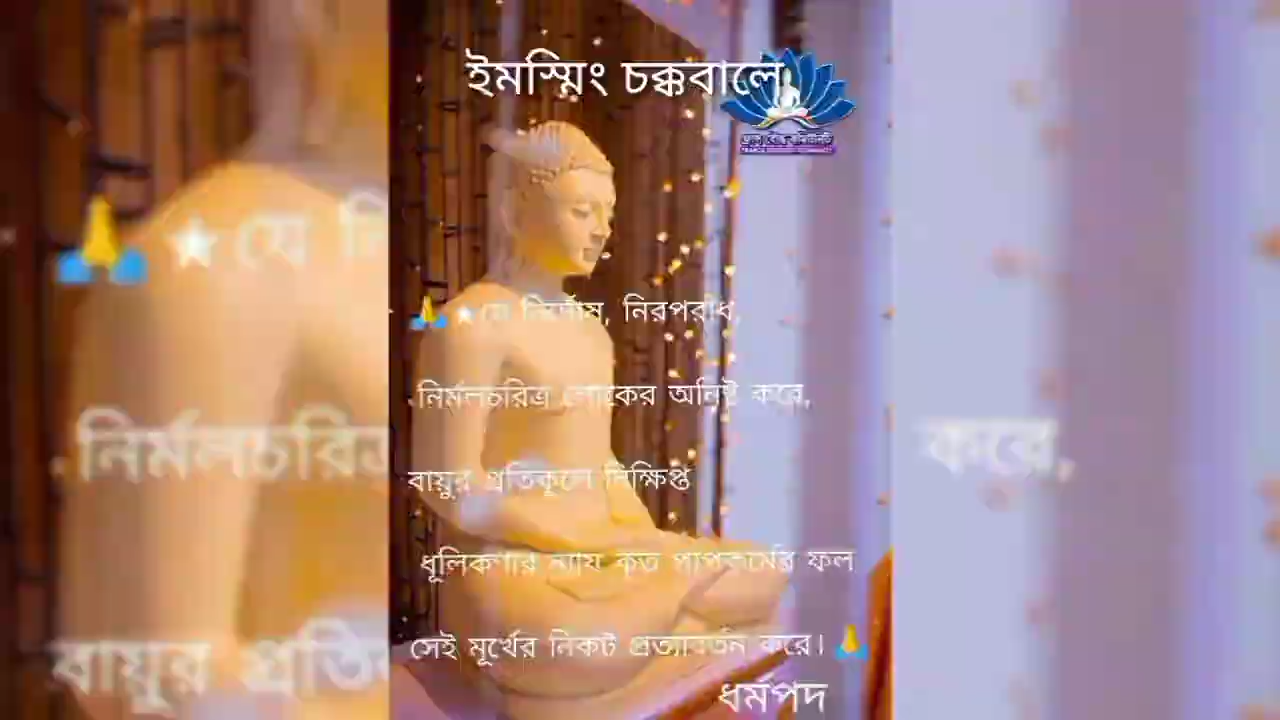 ইমস্মিং চক্কবালে
🙏★যে নির্দোষ, নিরপরাধ,
নির্মলচরিত্র লোকের অনিষ্ট করে,
বায়ুর প্রতিকূলে নিক্ষিপ্ত
ধূলিকণার ন্যায় কৃত পাপকর্মের ফল
সেই মূর্খের নিকট প্রত্যাবর্তন করে। 🙏
ধর্মপদ